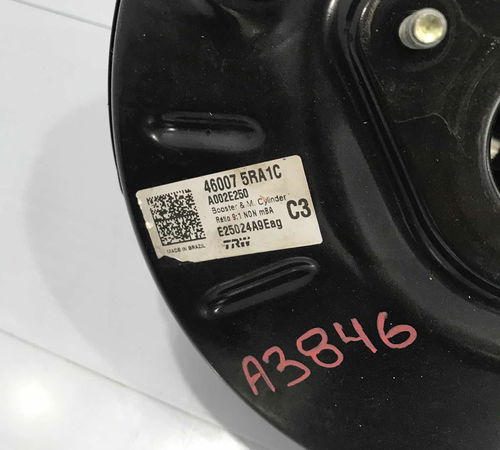 46007 5RA1C
A002E250
Booster & M. Cylinder
Ratio 9:1 NON mBA
C3
E25024A9Eag
MADE IN BRAZIL
TRW
A3846